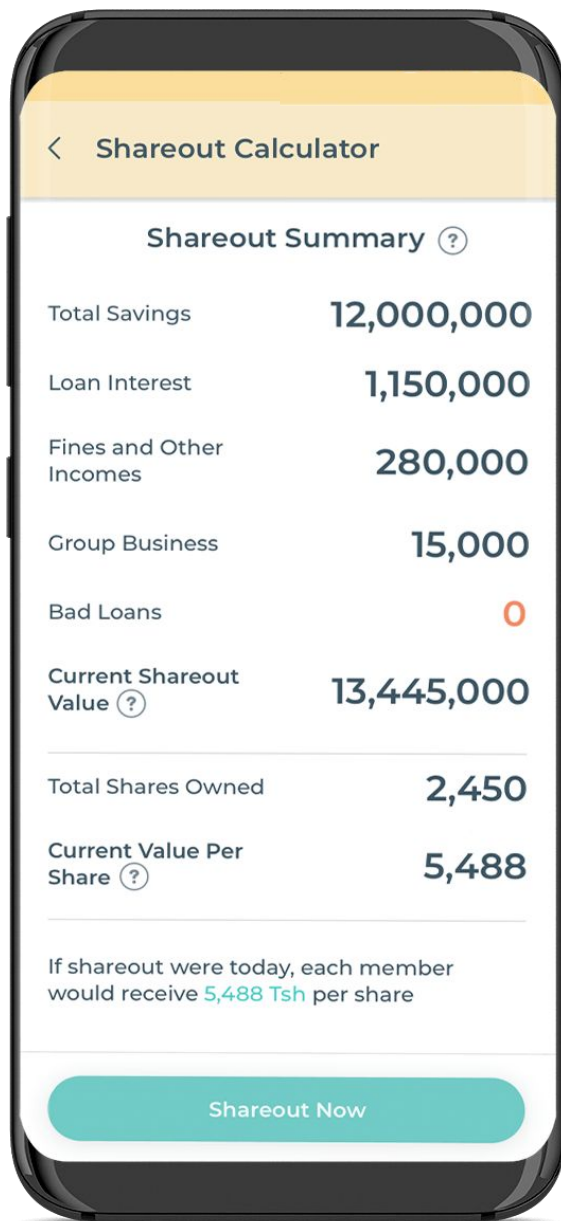 Shareout Calculator
Shareout Summary ?
Total Savings 12,000,000
Loan Interest 1,150,000
Fines and Other
Incomes 280,000
Group Business 15,000
Bad Loans 0
Current Shareout
Value ? 13,445,000
Total Shares Owned 2,450
Current Value Per
Share ? 5,488
If shareout were today, each member
would receive 5,488 Tsh per share
Shareout Now